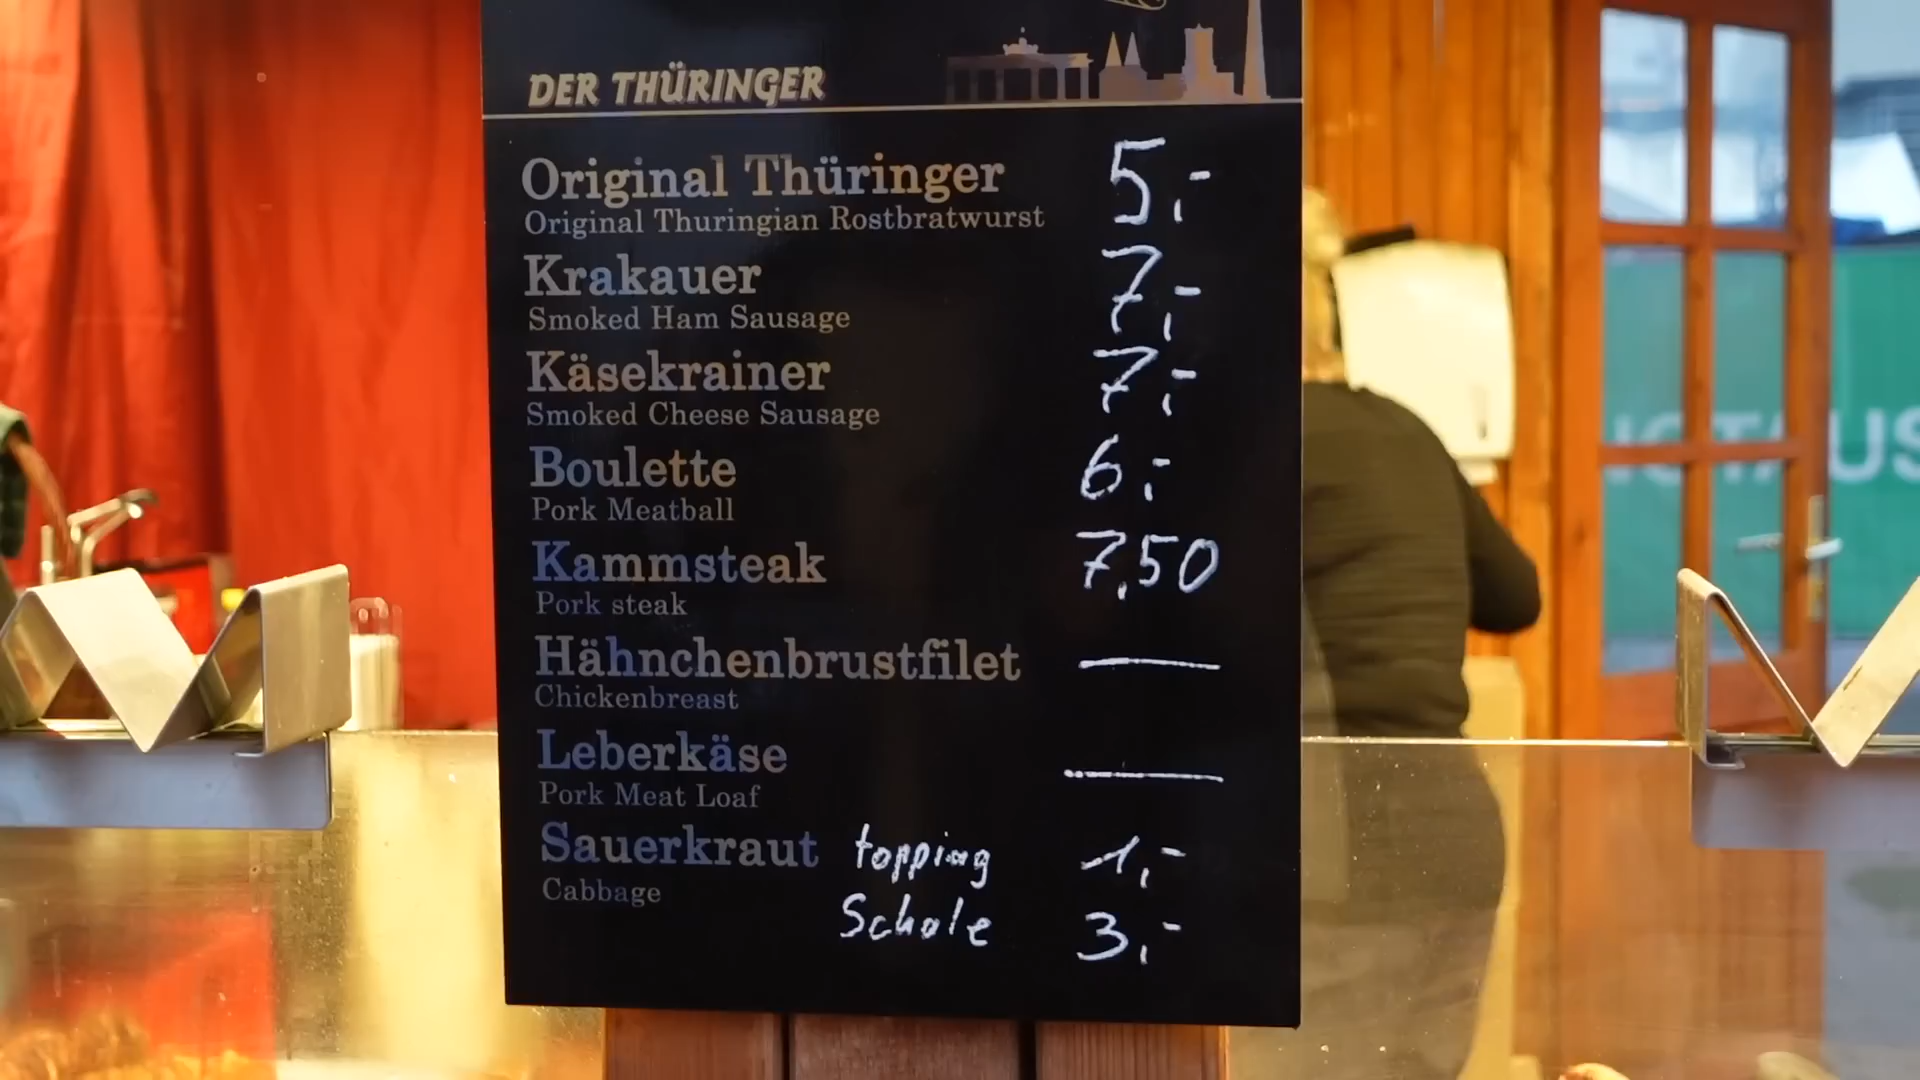 DER THÜRINGER
Original Thüringer 5,-
Original Thuringian Rostbratwurst
Krakauer 7,-
Smoked Ham Sausage
Käsekrainer 7,-
Smoked Cheese Sausage
Boulette 6,-
Pork Meatball
Kammsteak 7,50
Pork steak
Hähnchenbrustfilet —
Chickenbreast
Leberkäse —
Pork Meat Loaf
Sauerkraut topping 1,-
Cabbage
Schale 3,-